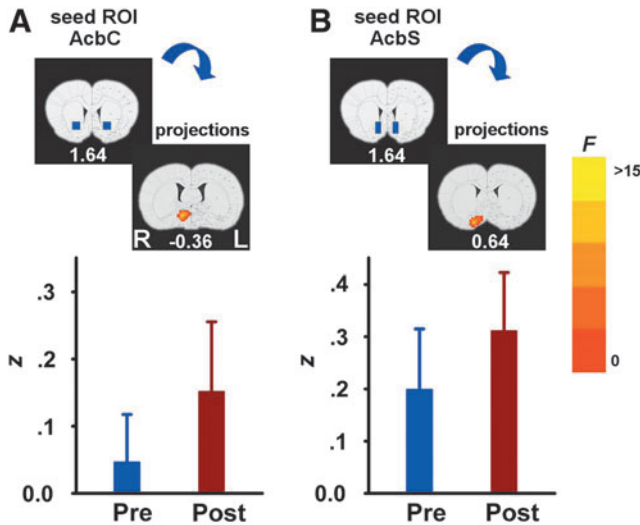 A
seed ROI
AcbC
1.64
projections
R -0.36 L
z
.3
.2
.1
0.0
Pre Post
B
seed ROI
AcbS
1.64
projections
0.64
z
.4
.3
.2
.1
0.0
Pre Post
F
>15
0